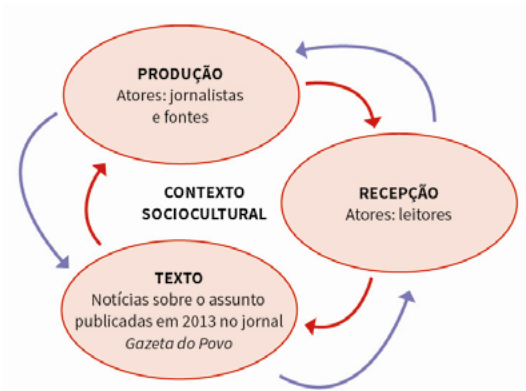 PRODUÇÃO
Atores: jornalistas
e fontes
CONTEXTO
SOCIOCULTURAL
RECEPÇÃO
Atores: leitores
TEXTO
Notícias sobre o assunto
publicadas em 2013 no jornal
Gazeta do Povo